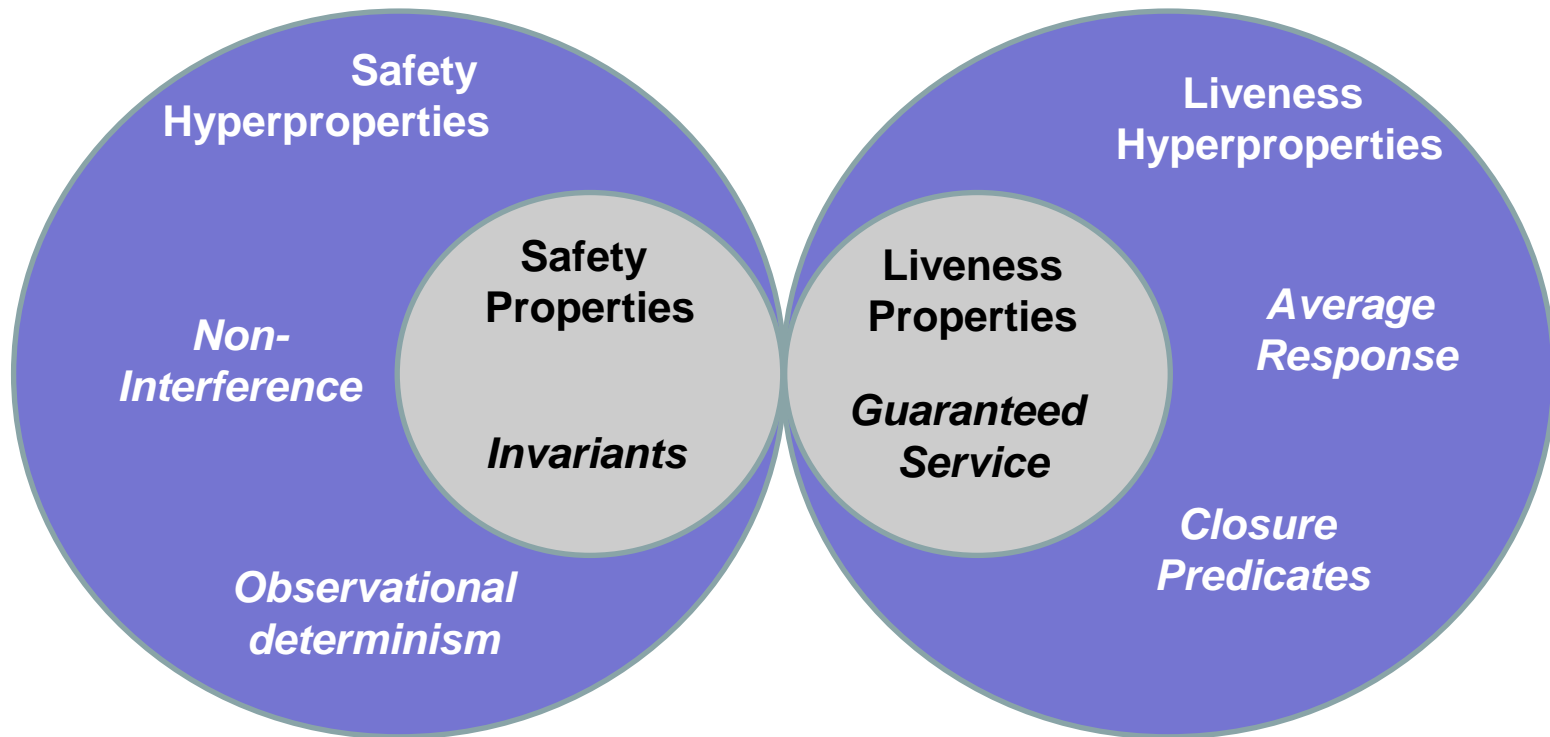 Safety
Hyperproperties
Liveness
Hyperproperties
Safety
Properties
Liveness
Properties
Non-
Interference
Average
Response
Invariants
Guaranteed
Service
Closure
Predicates
Observational
determinism